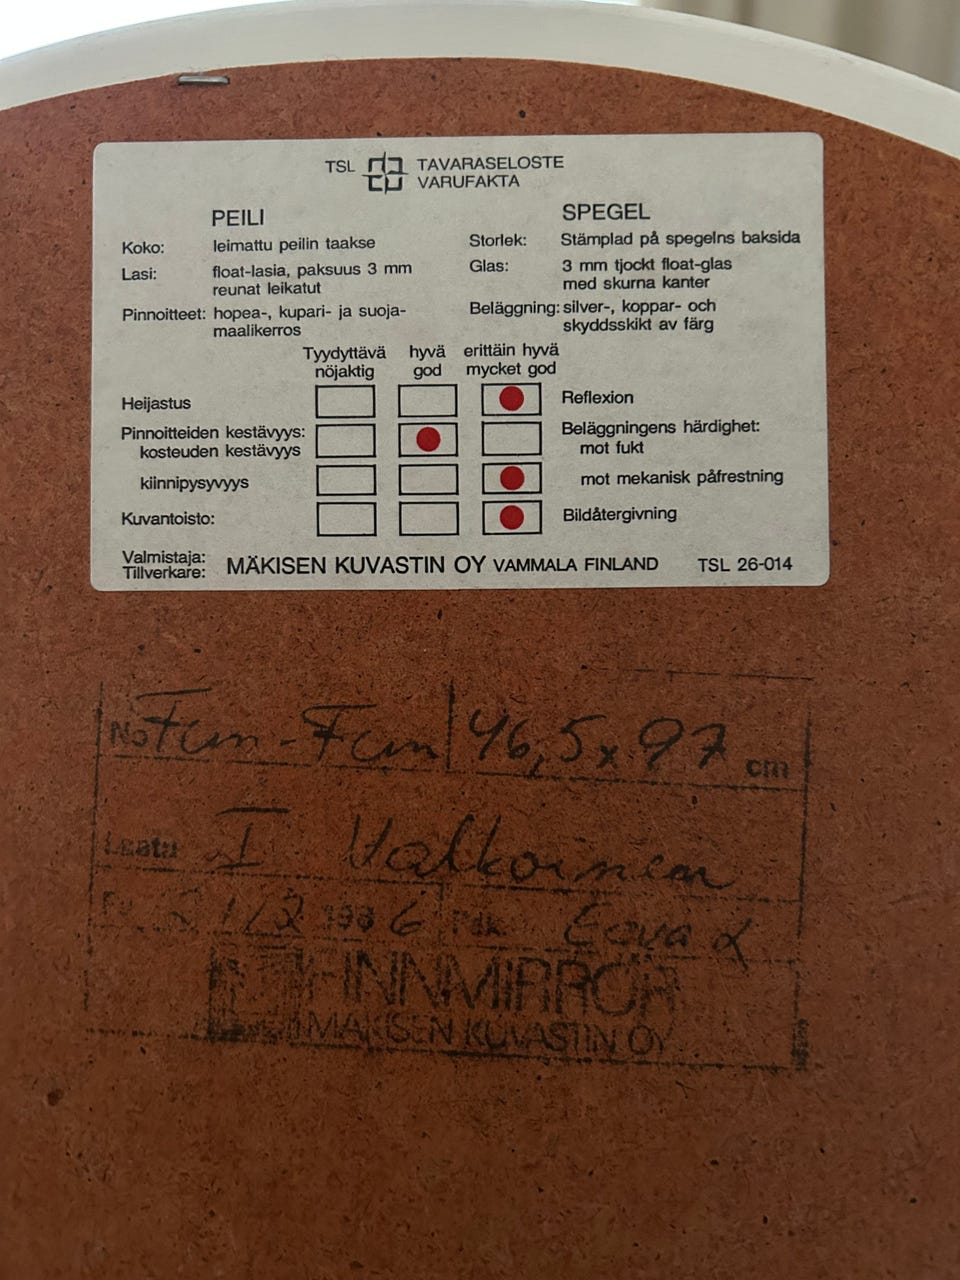 TSL TAVARASELOSTE
VARUFAKTA
PEILI
Koko: leimattu peilin taakse
Lasi: float-lasia, paksuus 3 mm
reunat leikatut
Pinnoitteet: hopea-, kupari- ja suoja-
maalikerros
SPEGEL
Storlek: Stämplad på spegelns baksida
Glas: 3 mm tjockt float-glas
med skurna kanter
Beläggning: silver-, koppar- och
skyddsskikt av färg
Tyydyttävä hyvä erittäin hyvä
nöjaktig god mycket god
Heijastus Reflexion
Pinnoitteiden kestävyys: Beläggningens härdighet:
kosteuden kestävyys mot fukt
kiinnipysyvyys mot mekanisk påfrestning
Kuvantoisto: Bildåtergivning
Valmistaja:
Tillverkare: MÄKISEN KUVASTIN OY VAMMALA FINLAND TSL 26-014
No 46,5 x 97 cm
Laatu I Valkoinen
1986 Pdk.
FINNMIRROR
MÄKISEN KUVASTIN OY